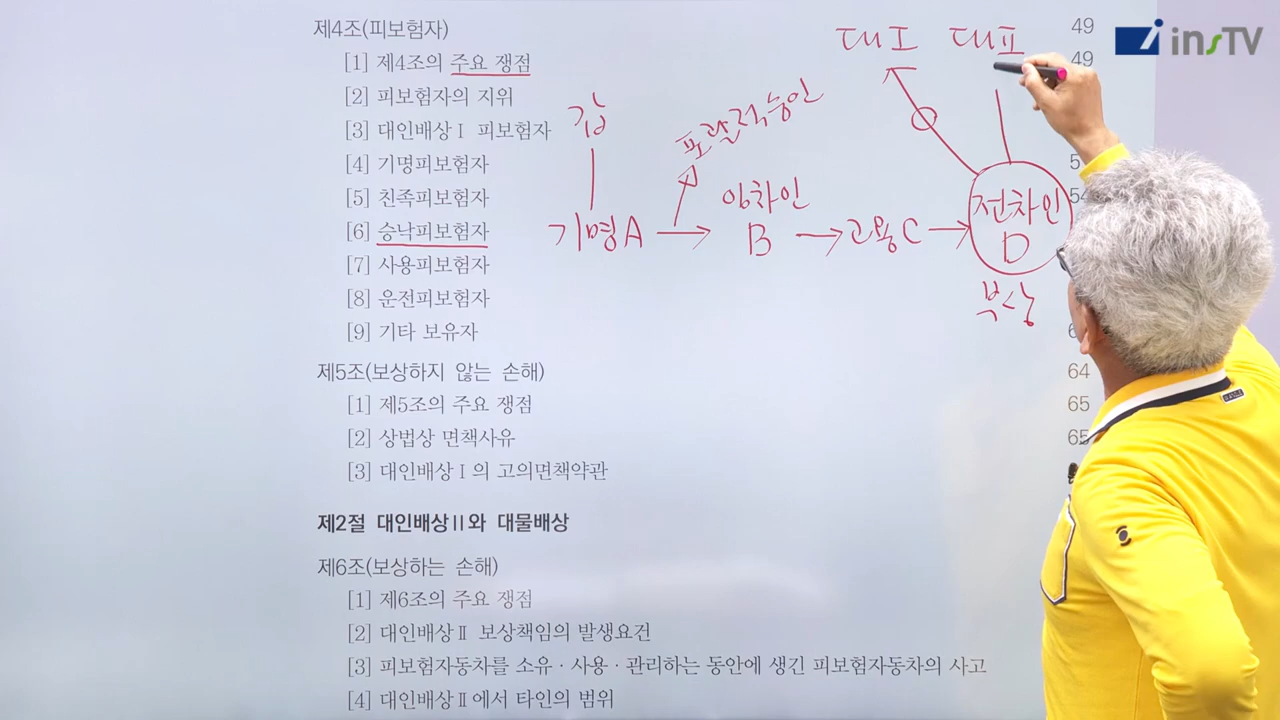 제4조(피보험자)
[1] 제4조의 주요 쟁점
[2] 피보험자의 지위
[3] 대인배상Ⅰ 피보험자
[4] 기명피보험자
[5] 친족피보험자
[6] 승낙피보험자
[7] 사용피보험자
[8] 운전피보험자
[9] 기타 보유자
제5조(보상하지 않는 손해)
[1] 제5조의 주요 쟁점
[2] 상법상 면책사유
[3] 대인배상Ⅰ의 고의면책약관
제2절 대인배상Ⅱ와 대물배상
제6조(보상하는 손해)
[1] 제6조의 주요 쟁점
[2] 대인배상Ⅱ 보상책임의 발생요건
[3] 피보험자동차를 소유·사용·관리하는 동안에 생긴 피보험자동차의 사고
[4] 대인배상Ⅱ에서 타인의 범위
대Ⅰ 대Ⅱ
갑
포괄적승인
기명A
임차인
B
고용C
전차인
D
부상
49
49
5
54
6
64
65
65
insTV